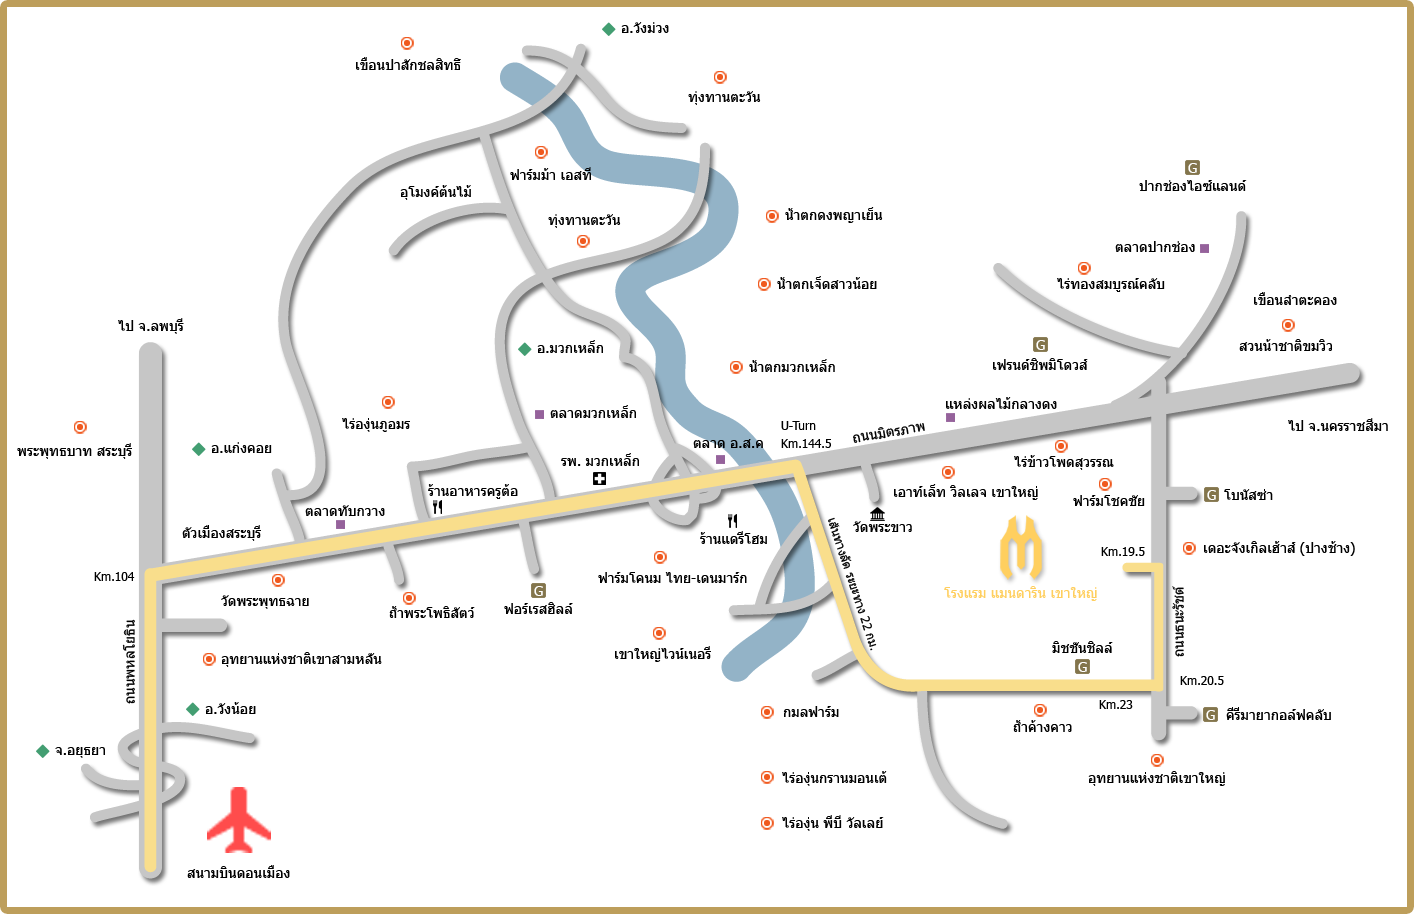 อ.วังม่วง
เขื่อนป่าสักชลสิทธิ์
ทุ่งทานตะวัน
ฟาร์มม้า เอสที
อุโมงค์ต้นไม้
ทุ่งทานตะวัน
น้ำตกดงพญาเย็น
น้ำตกเจ็ดสาวน้อย
ปากช่องไอซ์แลนด์
ตลาดปากช่อง
ไร่ทองสมบูรณ์คลับ
เขื่อนลำตะคอง
สวนน้ำชาติชมวิว
ไป จ.ลพบุรี
อ.มวกเหล็ก
น้ำตกมวกเหล็ก
เฟรนด์ชิพมีโดวส์
ตลาดมวกเหล็ก
แหล่งผลไม้กลางดง
ไร่องุ่นภูอมร
U-Turn
Km.144.5
ถนนมิตรภาพ
ไป จ.นครราชสีมา
พระพุทธบาท สระบุรี
อ.แก่งคอย
รพ. มวกเหล็ก
ตลาด อ.ส.ค
ไร่ข้าวโพดสุวรรณ
ร้านอาหารครูต้อ
เอาท์เล็ท วิลเลจ เขาใหญ่
ฟาร์มโชคชัย
โบนันซ่า
ตลาดทับกวาง
ตัวเมืองสระบุรี
ร้านแดรี่โฮม
วัดพระขาว
Km.19.5
เดอะจังเกิลเฮ้าส์ (ปางช้าง)
Km.104
วัดพระพุทธฉาย
ถ้ำพระโพธิสัตว์
ฟอร์เรสฮิลล์
ฟาร์มโคนม ไทย-เดนมาร์ก
เส้นทางลัด ระยะทาง 22 กม.
โรงแรม แมนดาริน เขาใหญ่
ถนนธนะรัชต์
ถนนพหลโยธิน
อุทยานแห่งชาติเขาสามหลั่น
เขาใหญ่ไวน์เนอรี่
มิชชั่นฮิลล์
Km.20.5
Km.23
อ.วังน้อย
กมลฟาร์ม
ถ้ำค้างคาว
คีรีมายากอล์ฟคลับ
จ.อยุธยา
ไร่องุ่นกรานมอนเต้
อุทยานแห่งชาติเขาใหญ่
ไร่องุ่น พีบี วัลเลย์
สนามบินดอนเมือง